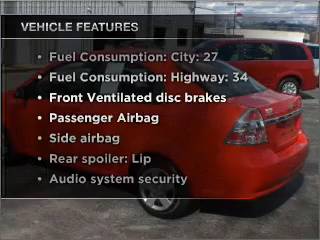 VEHICLE FEATURES
• Fuel Consumption: City: 27
• Fuel Consumption: Highway: 34
• Front Ventilated disc brakes
• Passenger Airbag
• Side airbag
• Rear spoiler: Lip
• Audio system security